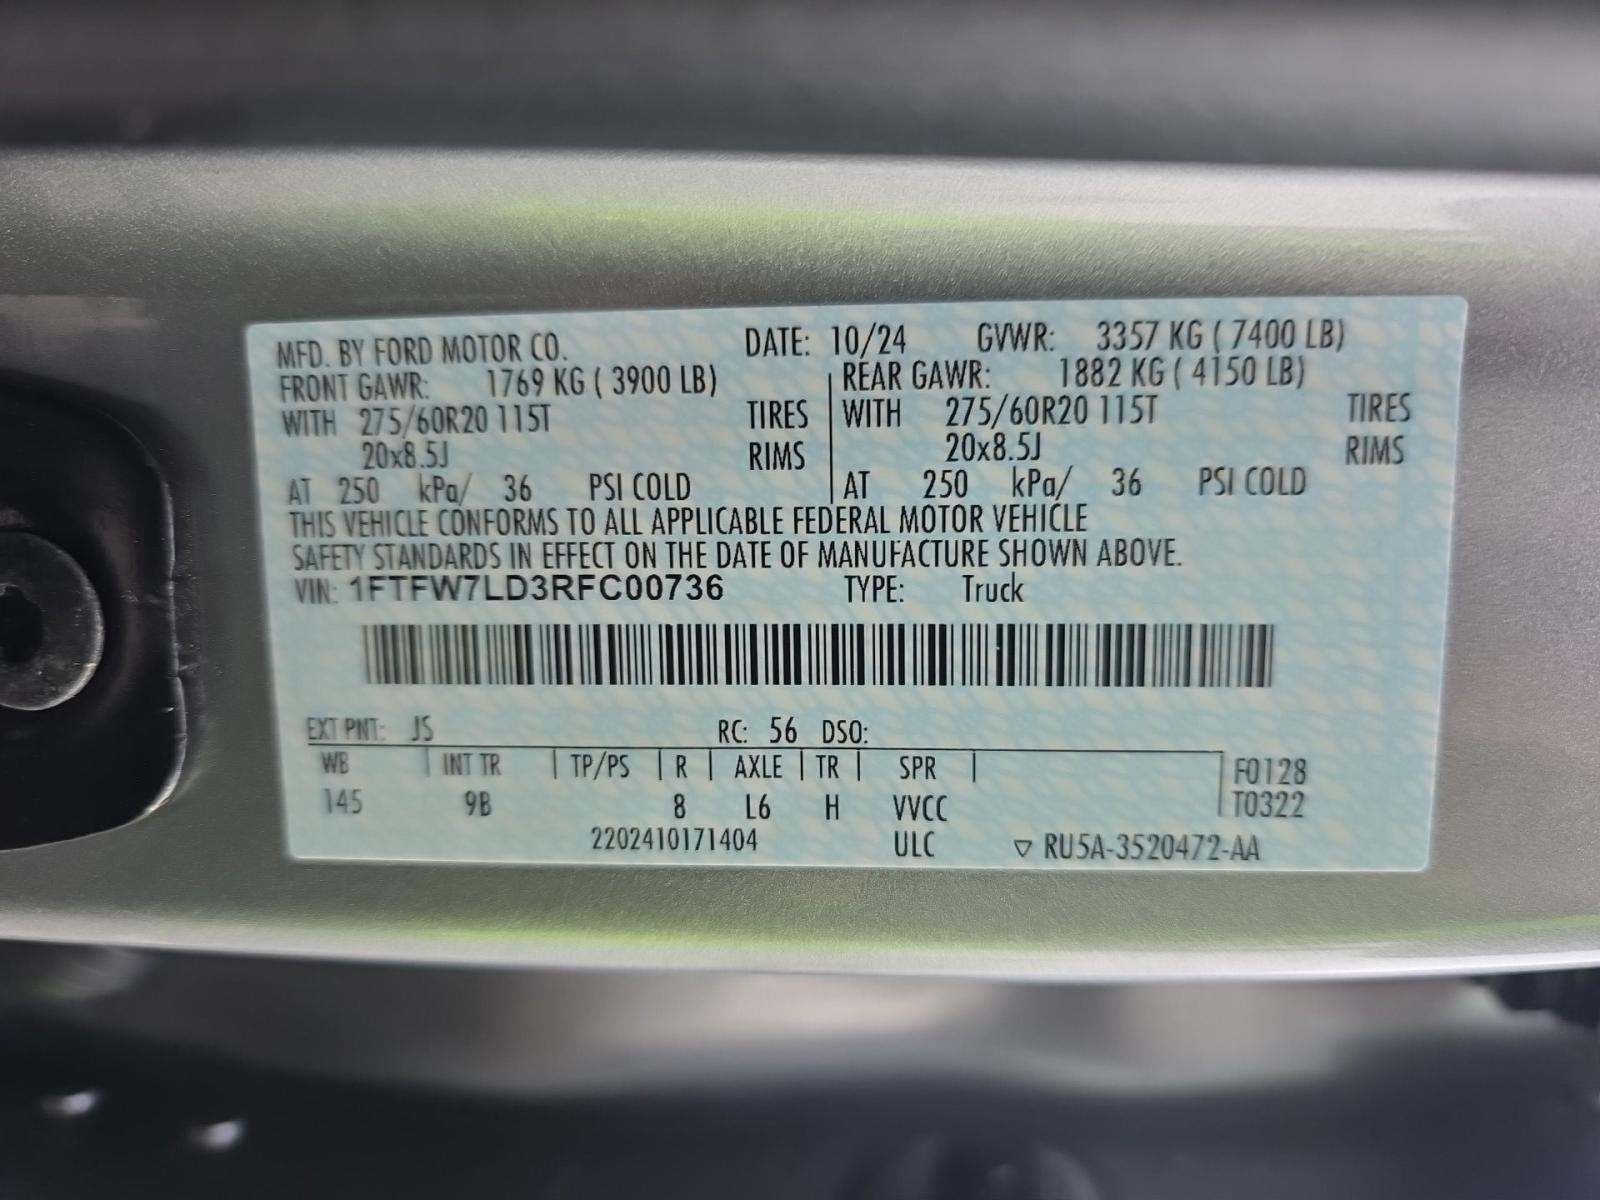 MFD. BY FORD MOTOR CO. DATE: 10/24 GVWR: 3357 KG ( 7400 LB)
FRONT GAWR: 1769 KG ( 3900 LB) REAR GAWR: 1882 KG ( 4150 LB)
WITH 275/60R20 115T TIRES WITH 275/60R20 115T TIRES
20x8.5J RIMS 20x8.5J RIMS
AT 250 kPa/ 36 PSI COLD AT 250 kPa/ 36 PSI COLD
THIS VEHICLE CONFORMS TO ALL APPLICABLE FEDERAL MOTOR VEHICLE
SAFETY STANDARDS IN EFFECT ON THE DATE OF MANUFACTURE SHOWN ABOVE.
VIN: 1FTFW7LD3RFC00736 TYPE: Truck
EXT PNT: JS RC: 56 DSO:
WB INT TR TP/PS R AXLE TR SPR F0128
145 9B 8 L6 H VVCC T0322
2202410171404 ULC ▽ RU5A-3520472-AA